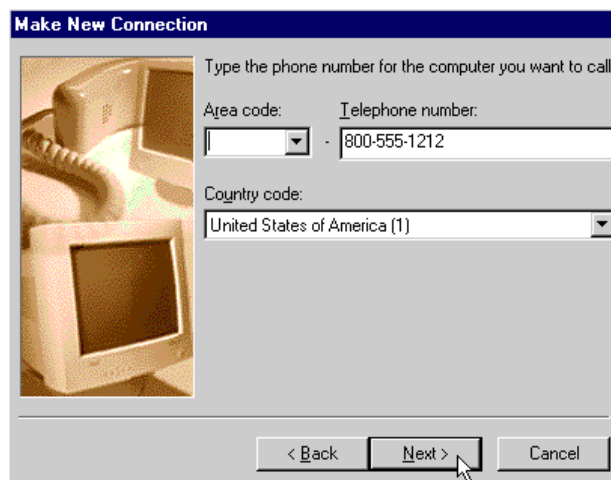 Make New Connection
Type the phone number for the computer you want to call
Area code: Telephone number:
- 800-555-1212
Country code:
United States of America (1)
< Back Next > Cancel